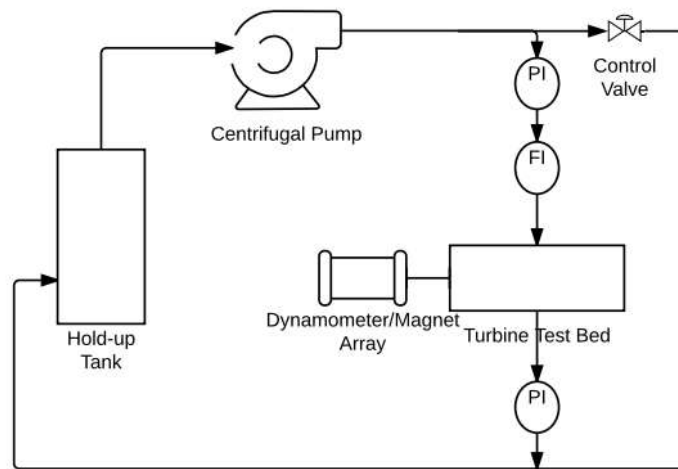 Centrifugal Pump
PI
Control
Valve
FI
Hold-up
Tank
Dynamometer/Magnet
Array
Turbine Test Bed
PI